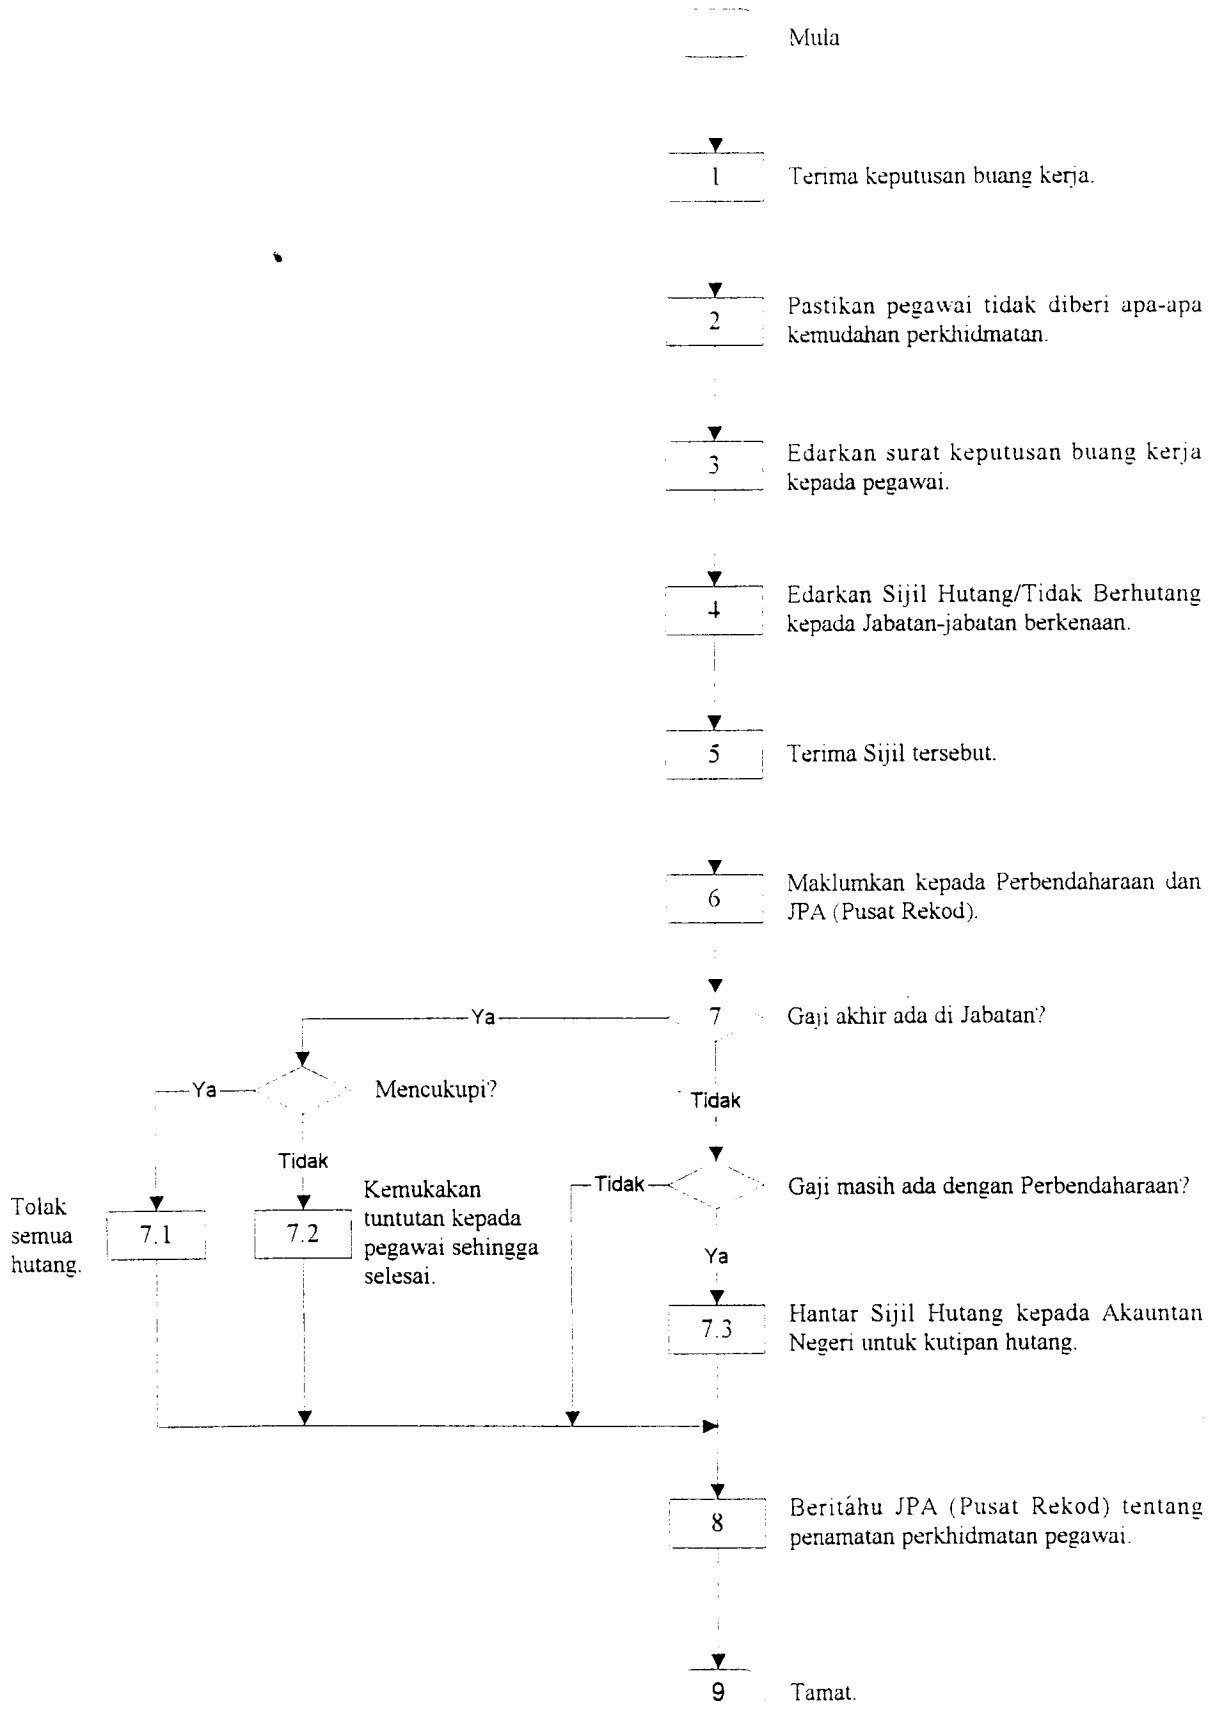 Mula
1
Terima keputusan buang kerja.
2
Pastikan pegawai tidak diberi apa-apa
kemudahan perkhidmatan.
3
Edarkan surat keputusan buang kerja
kepada pegawai.
4
Edarkan Sijil Hutang/Tidak Berhutang
kepada Jabatan-jabatan berkenaan.
5
Terima Sijil tersebut.
6
Maklumkan kepada Perbendaharaan dan
JPA (Pusat Rekod).
Ya
7
Gaji akhir ada di Jabatan?
Ya
Mencukupi?
Tidak
Tidak
Tidak
Gaji masih ada dengan Perbendaharaan?
Tolak
semua
hutang.
7.1
7.2
Kemukakan
tuntutan kepada
pegawai sehingga
selesai.
Ya
7.3
Hantar Sijil Hutang kepada Akauntan
Negeri untuk kutipan hutang.
8
Beritáhu JPA (Pusat Rekod) tentang
penamatan perkhidmatan pegawai.
9
Tamat.